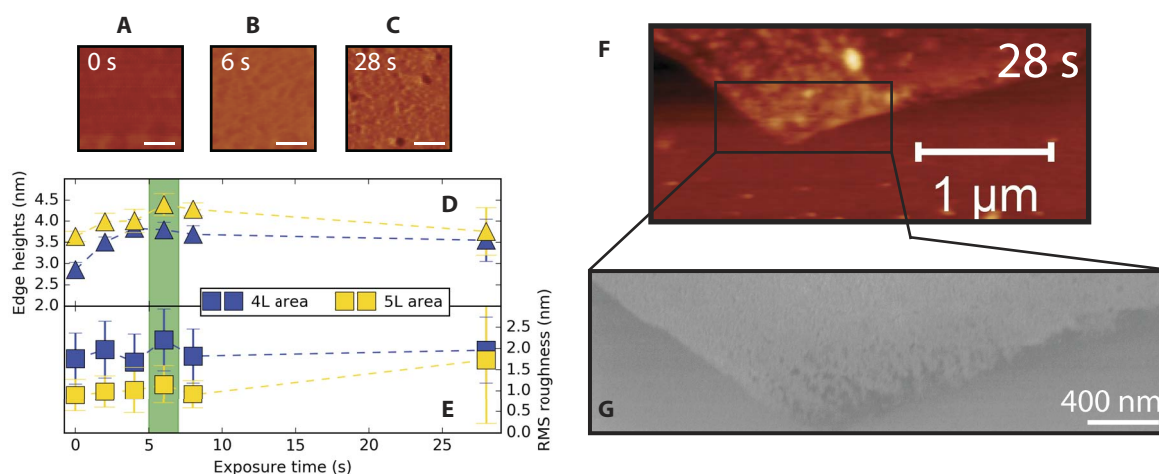 A
B
C
0 s
6 s
28 s
Edge heights (nm)
4.5
4.0
3.5
3.0
2.5
2.0
D
4L area
5L area
2.5
2.0
1.5
1.0
0.5
0.0
RMS roughness (nm)
E
0
5
10
15
20
25
Exposure time (s)
F
28 s
1 μm
G
400 nm